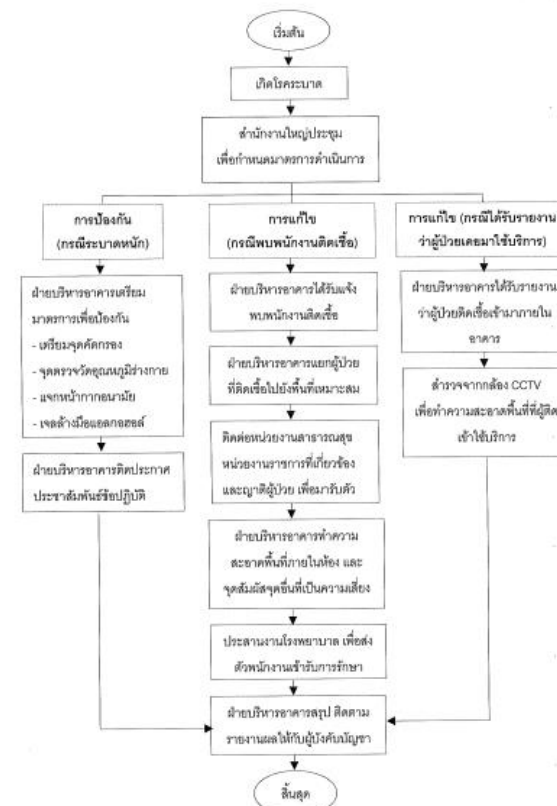 เริ่มต้น
เกิดโรคระบาด
สำนักงานใหญ่ประชุม
เพื่อกำหนดมาตรการดำเนินการ
การป้องกัน
(กรณีระบาดหนัก)
ฝ่ายบริหารอาคารเตรียม
มาตรการเพื่อป้องกัน
- เตรียมจุดคัดกรอง
- จุดตรวจวัดอุณหภูมิร่างกาย
- แจกหน้ากากอนามัย
- เจลล้างมือแอลกอฮอล์
ฝ่ายบริหารอาคารติดประกาศ
ประชาสัมพันธ์ข้อปฏิบัติ
การแก้ไข
(กรณีพบพนักงานติดเชื้อ)
ฝ่ายบริหารอาคารได้รับแจ้ง
พบพนักงานติดเชื้อ
ฝ่ายบริหารอาคารแยกผู้ป่วย
ที่ติดเชื้อไปยังพื้นที่เหมาะสม
ติดต่อหน่วยงานสาธารณสุข
หน่วยงานราชการที่เกี่ยวข้อง
และญาติผู้ป่วย เพื่อมารับตัว
ฝ่ายบริหารอาคารทำความ
สะอาดพื้นที่ภายในห้อง และ
จุดสัมผัสจุดอื่นที่เป็นความเสี่ยง
ประสานงานโรงพยาบาล เพื่อส่ง
ตัวพนักงานเข้ารับการรักษา
การแก้ไข (กรณีได้รับรายงาน
ว่าผู้ป่วยเคยมาใช้บริการ)
ฝ่ายบริหารอาคารได้รับรายงาน
ว่าผู้ป่วยติดเชื้อเข้ามาภายใน
อาคาร
สำรวจจากกล้อง CCTV
เพื่อทำความสะอาดพื้นที่ที่ผู้ติด
เข้าใช้บริการ
ฝ่ายบริหารอาคารสรุป ติดตาม
รายงานผลให้กับผู้บังคับบัญชา
สิ้นสุด